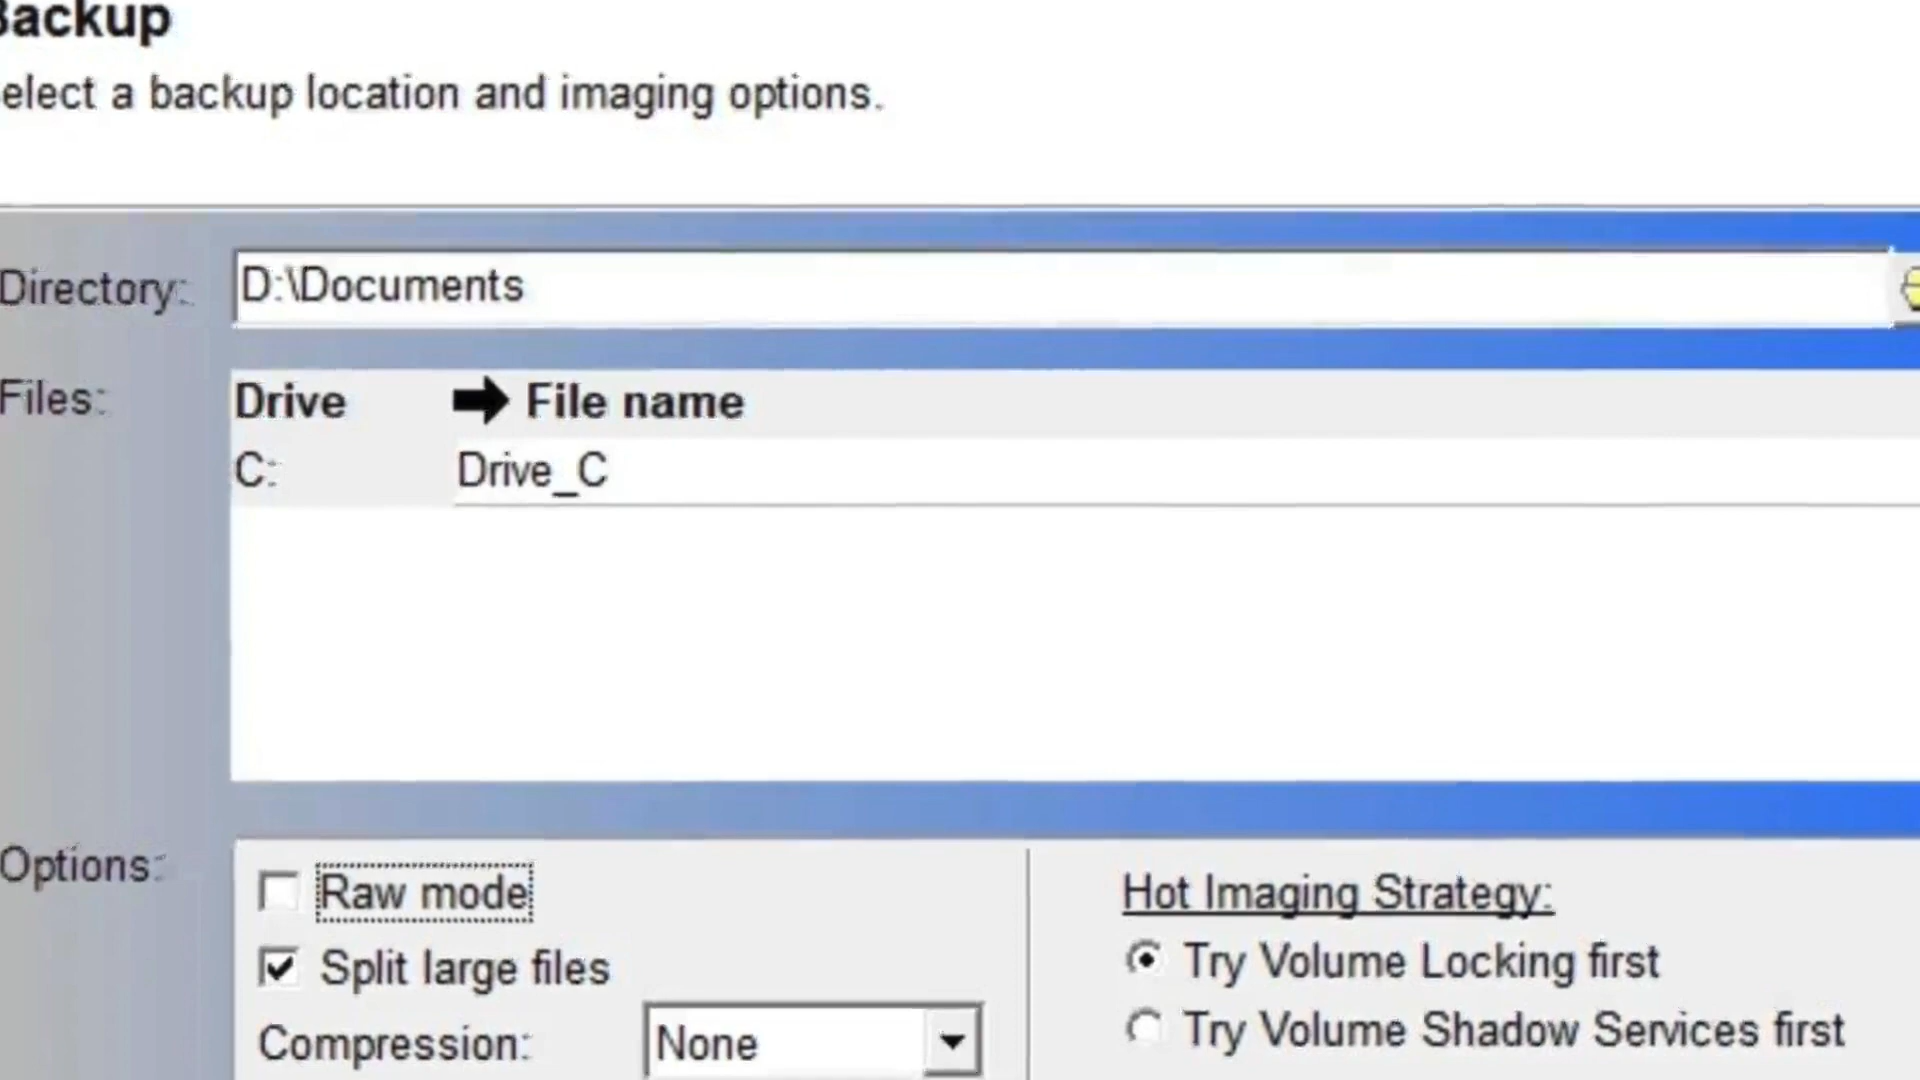 Backup
elect a backup location and imaging options.
Directory: D:\Documents
Files: Drive File name
C: Drive_C
Options: Raw mode Hot Imaging Strategy:
Split large files Try Volume Locking first
Compression: None Try Volume Shadow Services first